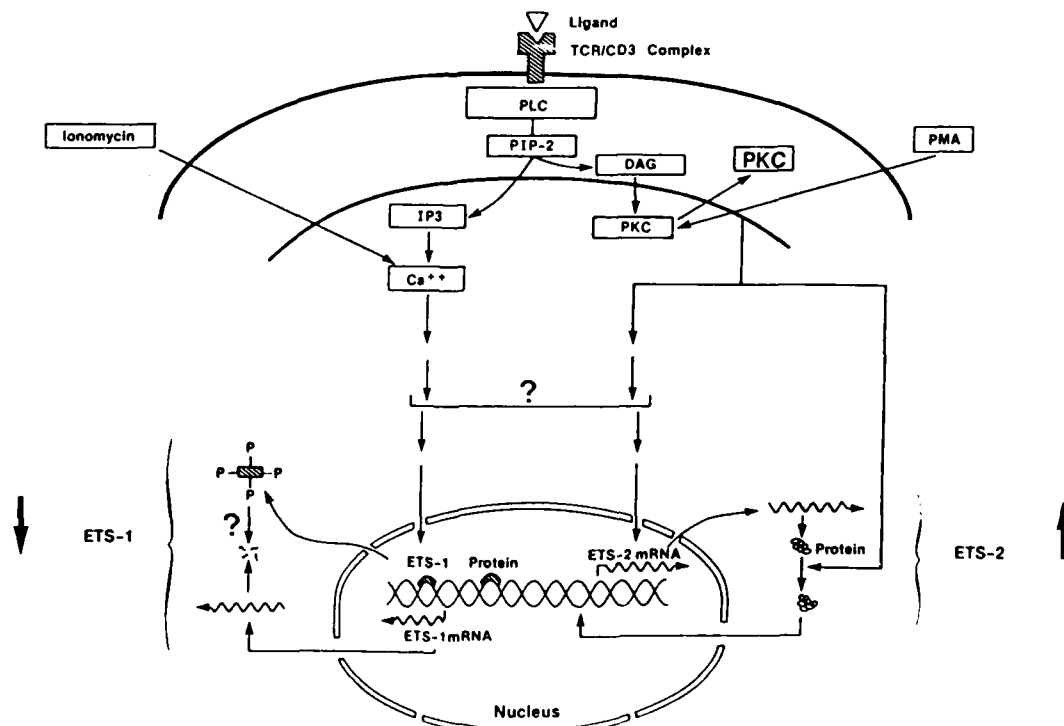 Ligand
TCR/CD3 Complex
PLC
Ionomycin
PIP-2
DAG
PKC
PMA
IP3
PKC
Ca++
?
P
P P
P
?
ETS-1
ETS-2 mRNA
Protein
ETS-2
ETS-1 Protein
ETS-1mRNA
Nucleus